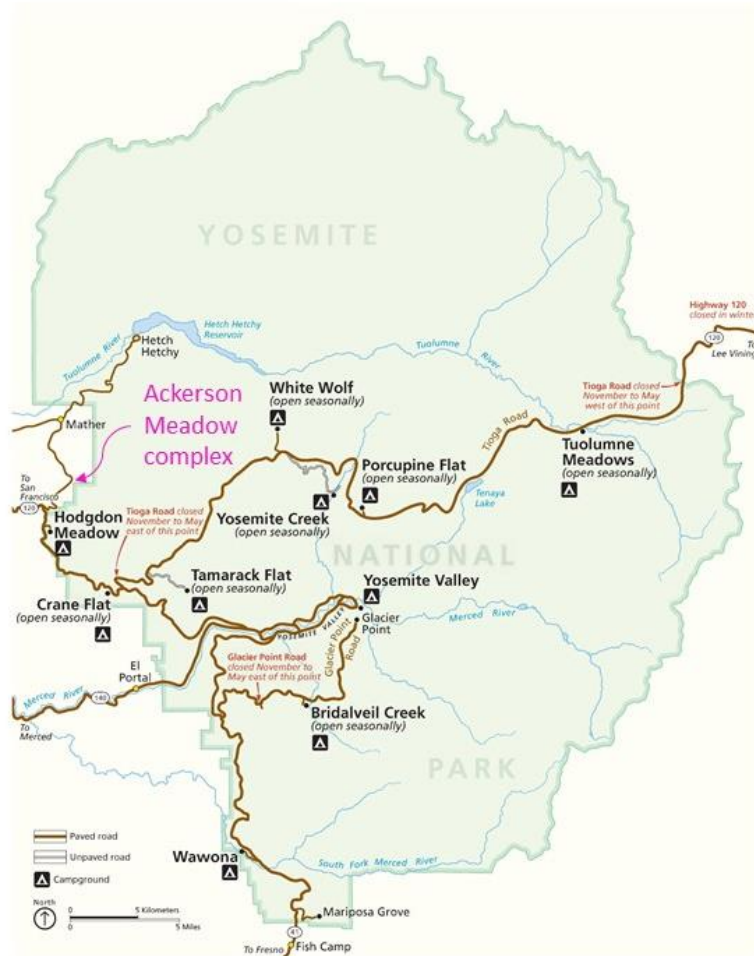 YOSEMITE
Highway 120
closed in winter
120
To
Lee Vining
Hetch Hetchy
Reservoir
Tuolumne River
Hetch
Hetchy
Tuolumne
River
Ackerson
Meadow
complex
White Wolf
(open seasonally)
Tioga Road closed
November to May
west of this point
Mather
Tioga Road
Tuolumne
Meadows
(open seasonally)
Porcupine Flat
(open seasonally)
To
San
Francisco
120
Tenaya
Lake
Hodgdon
Meadow
Tioga Road closed
November to May
east of this point
Yosemite Creek
(open seasonally)
NATIONAL
Tamarack Flat
(open seasonally)
Yosemite Valley
Crane Flat
(open seasonally)
YOSEMITE VALLEY
Glacier
Point
Merced River
Glacier Point
Road
El
Portal
Glacier Point Road
closed November to
May east of this point
Merced River
140
To
Merced
Bridalveil Creek
(open seasonally)
PARK
Paved road
Unpaved road
Campground
Wawona
South Fork Merced River
North
0 5 Kilometers
0 5 Miles
Mariposa Grove
41
To Fresno
Fish Camp